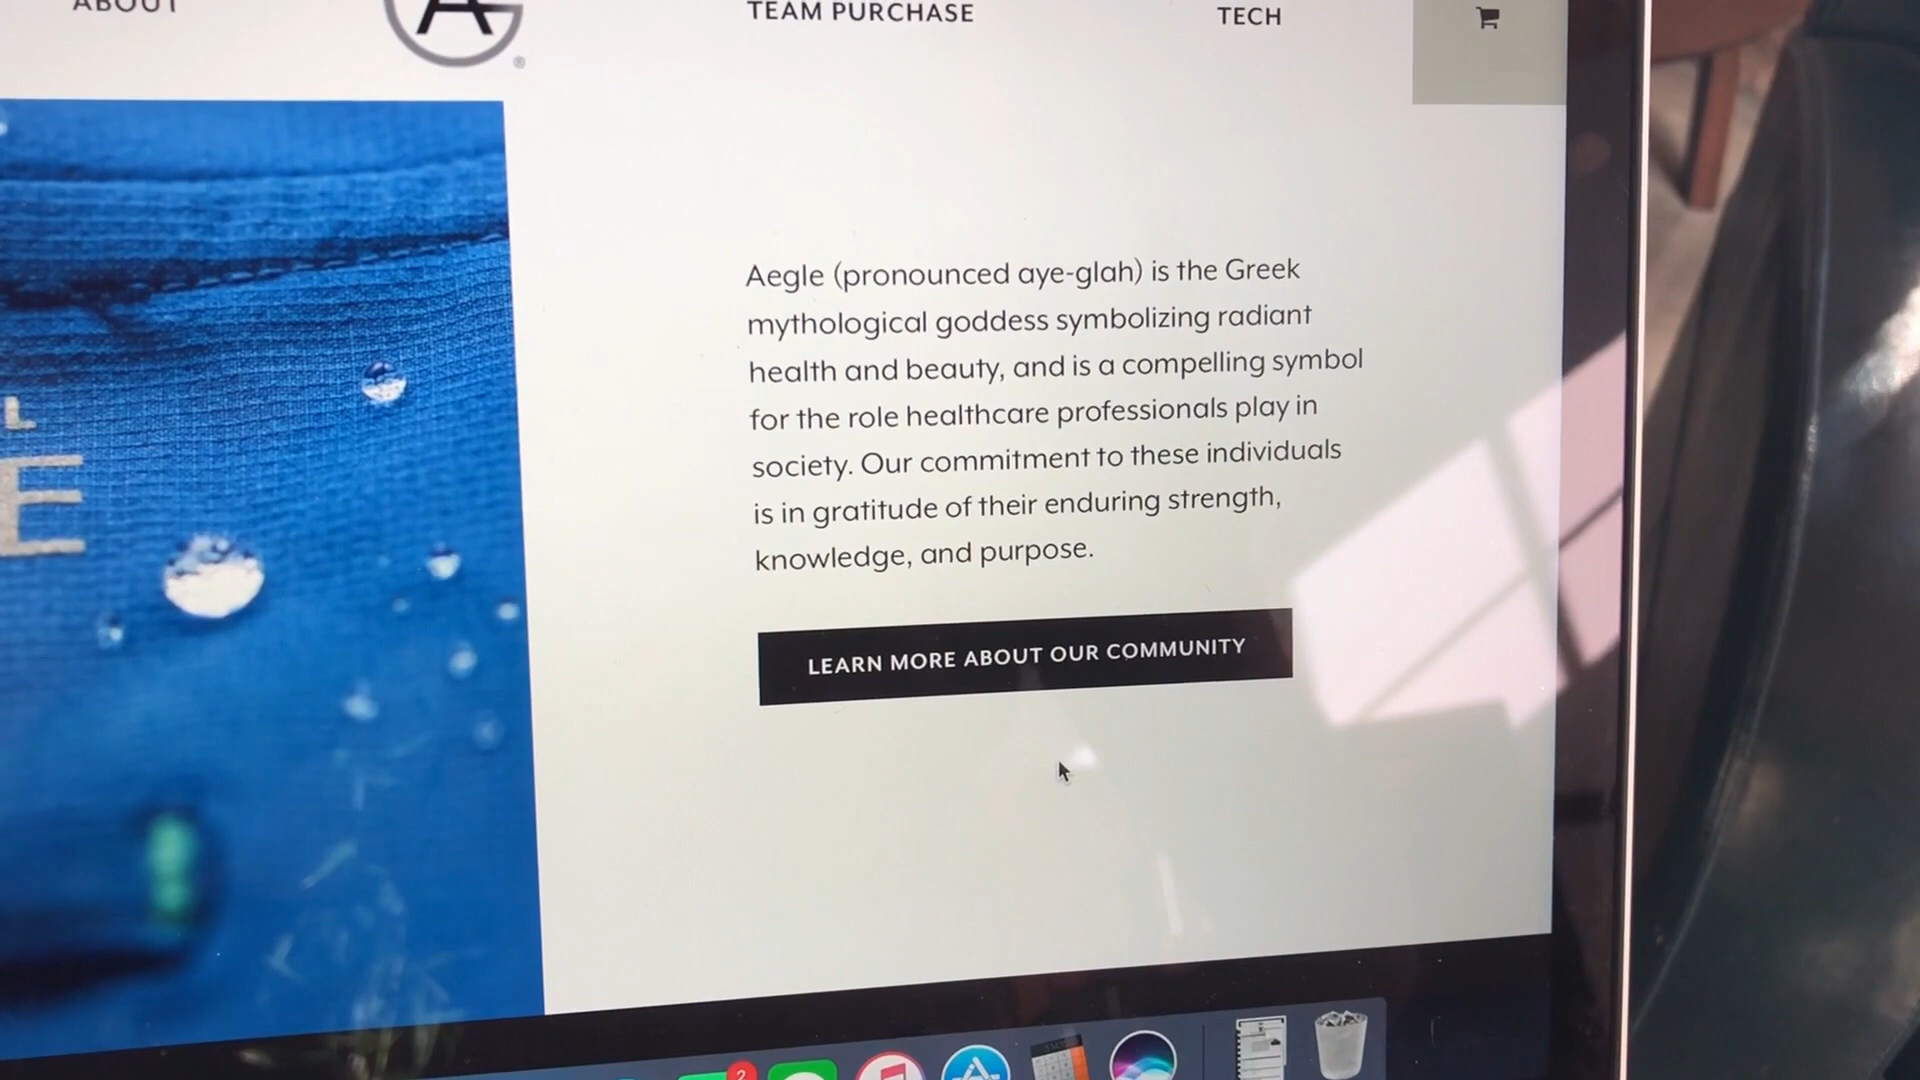 ABOUT
AG
®
TEAM PURCHASE
TECH
L
E
Aegle (pronounced aye-glah) is the Greek
mythological goddess symbolizing radiant
health and beauty, and is a compelling symbol
for the role healthcare professionals play in
society. Our commitment to these individuals
is in gratitude of their enduring strength,
knowledge, and purpose.
LEARN MORE ABOUT OUR COMMUNITY
2